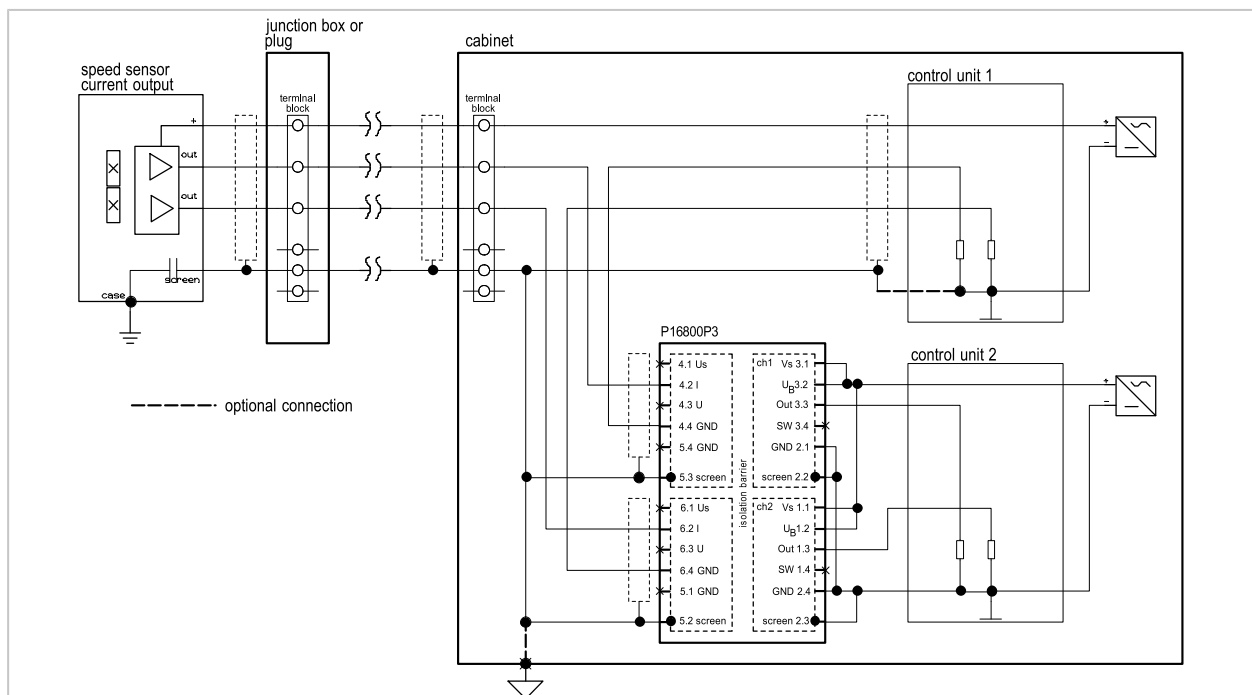 junction box or
plug
cabinet
speed sensor
current output
control unit 1
terminal
block
terminal
block
+
+
-
out
out
screen
case
P16800P3
control unit 2
4.1 Us
ch1 Vs 3.1
4.2 I
UB3.2
+
-
optional connection
4.3 U
Out 3.3
4.4 GND
SW 3.4
5.4 GND
GND 2.1
5.3 screen
screen 2.2
isolation barrier
6.1 Us
ch2 Vs 1.1
6.2 I
UB1.2
6.3 U
Out 1.3
6.4 GND
SW 1.4
5.1 GND
GND 2.4
5.2 screen
screen 2.3